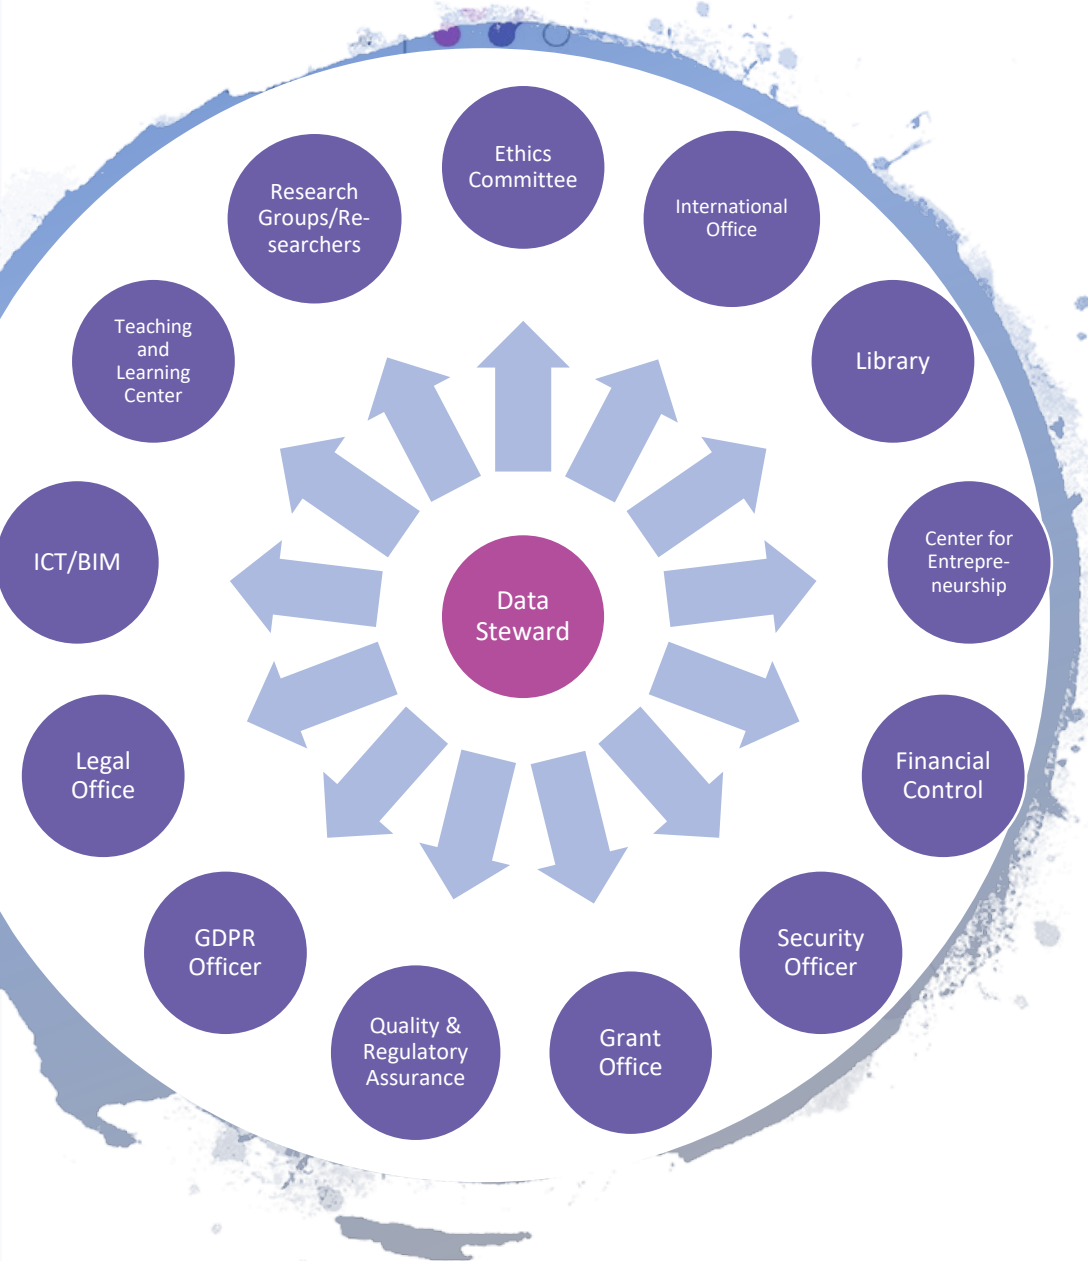 Ethics
Committee
International
Office
Library
Center for
Entrepre-
neurship
Financial
Control
Security
Officer
Grant
Office
Quality &
Regulatory
Assurance
GDPR
Officer
Legal
Office
ICT/BIM
Teaching
and
Learning
Center
Research
Groups/Re-
searchers
Data
Steward